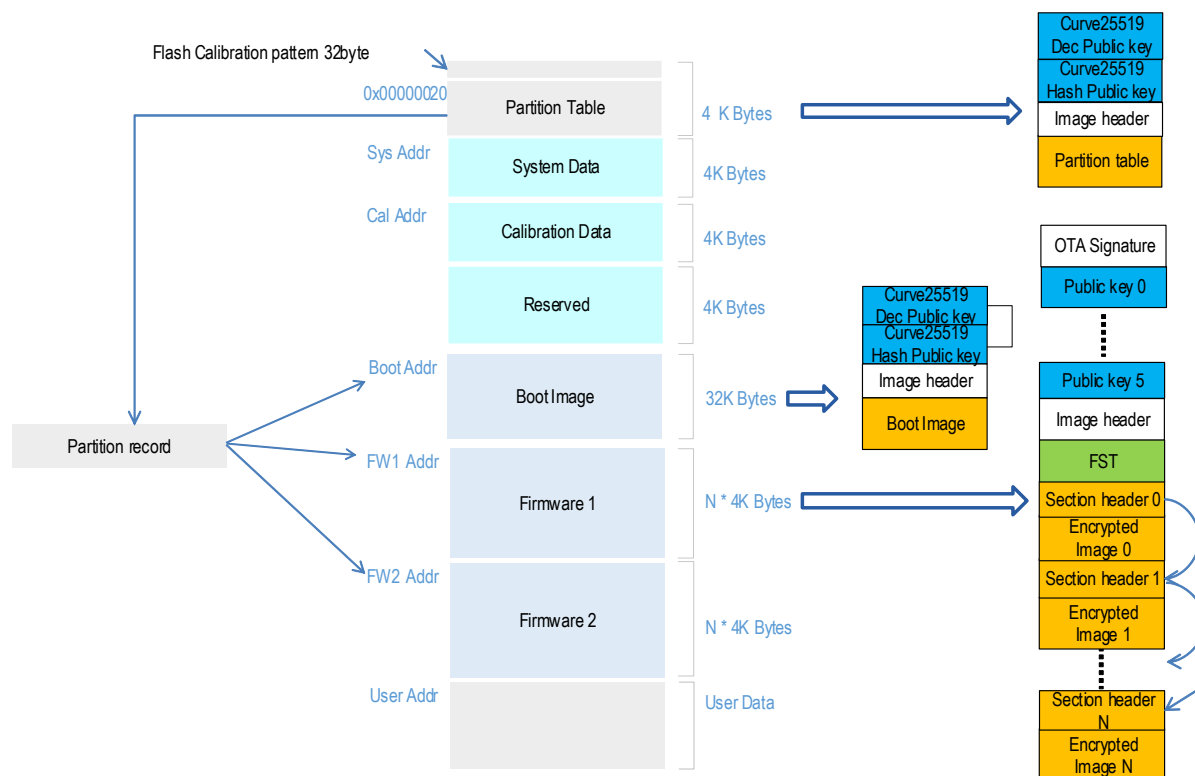 Flash Calibration pattern 32byte
0x00000020
Partition Table
4 K Bytes
Sys Addr
System Data
4K Bytes
Cal Addr
Calibration Data
4K Bytes
Reserved
4K Bytes
Boot Addr
Boot Image
32K Bytes
Partition record
FW1 Addr
Firmware 1
N * 4K Bytes
FW2 Addr
Firmware 2
N * 4K Bytes
User Addr
User Data
Curve25519
Dec Public key
Curve25519
Hash Public key
Image header
Boot Image
Curve25519
Dec Public key
Curve25519
Hash Public key
Image header
Partition table
OTA Signature
Public key 0
Public key 5
Image header
FST
Section header 0
Encrypted
Image 0
Section header 1
Encrypted
Image 1
Section header
N
Encrypted
Image N